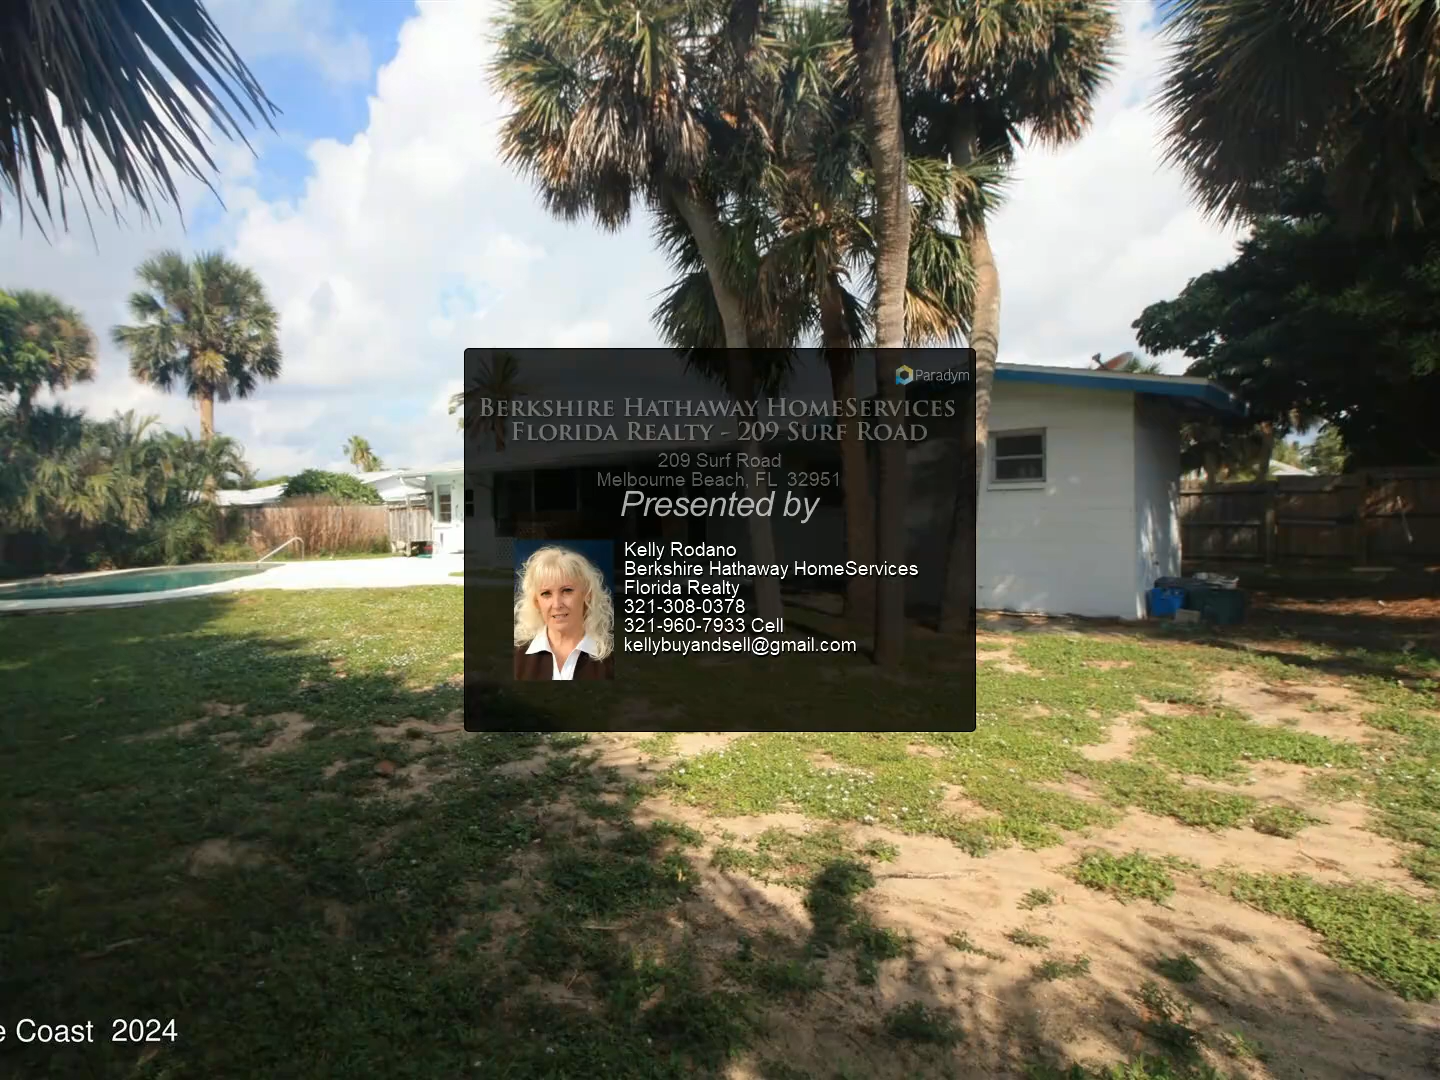 Paradym
Berkshire Hathaway HomeServices
Florida Realty - 209 Surf Road
209 Surf Road
Melbourne Beach, FL  32951
Presented by
Kelly Rodano
Berkshire Hathaway HomeServices
Florida Realty
321-308-0378
321-960-7933 Cell
kellybuyandsell@gmail.com
e Coast  2024